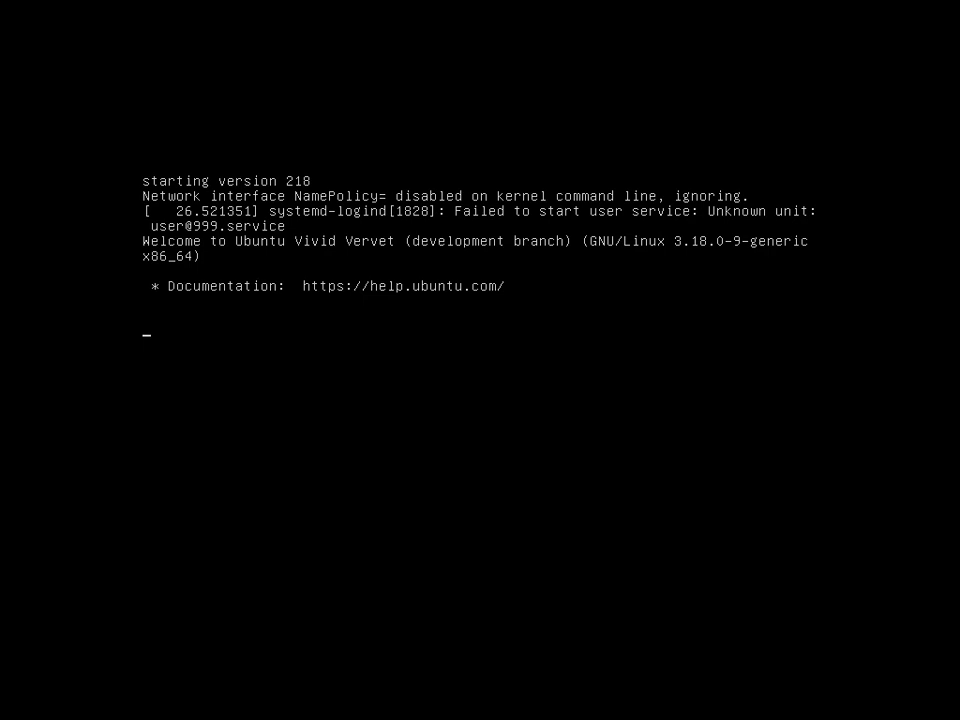 starting version 218
Network interface NamePolicy= disabled on kernel command line, ignoring.
[   26.521351] systemd-logind[1828]: Failed to start user service: Unknown unit:
 user@999.service
Welcome to Ubuntu Vivid Vervet (development branch) (GNU/Linux 3.18.0-9-generic
x86_64)
 * Documentation:  https://help.ubuntu.com/